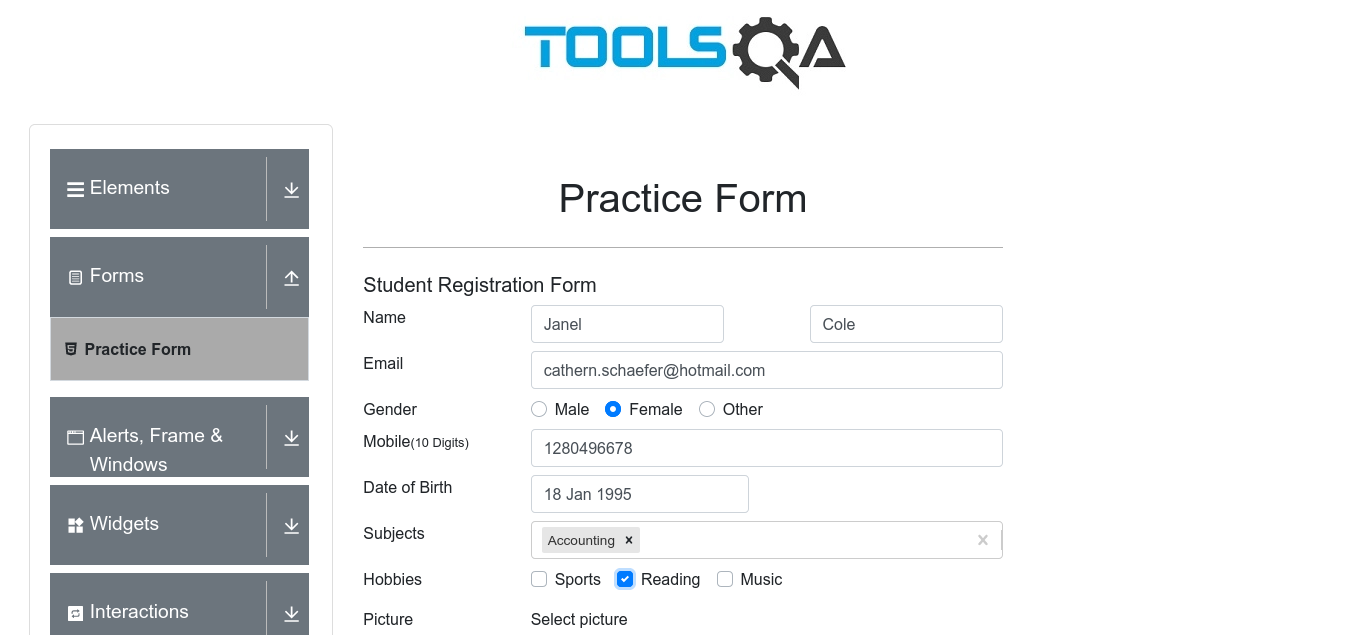 TOOLSQA
Elements
Forms
Practice Form
Alerts, Frame &
Windows
Widgets
Interactions
Practice Form
Student Registration Form
Name Janel Cole
Email cathern.schaefer@hotmail.com
Gender Male Female Other
Mobile(10 Digits) 1280496678
Date of Birth 18 Jan 1995
Subjects Accounting
Hobbies Sports Reading Music
Picture Select picture